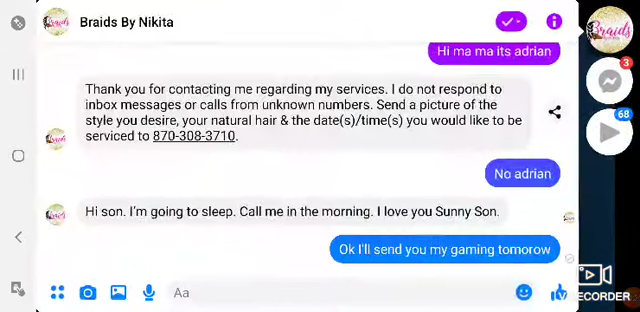 Braids By Nikita
Hi ma ma its adrian
3
Thank you for contacting me regarding my services. I do not respond to
inbox messages or calls from unknown numbers. Send a picture of the
style you desire, your natural hair & the date(s)/time(s) you would like to be
serviced to 870-308-3710.
68
No adrian
Hi son. I'm going to sleep. Call me in the morning. I love you Sunny Son.
Ok I'll send you my gaming tomorow
Aa
RECORDER